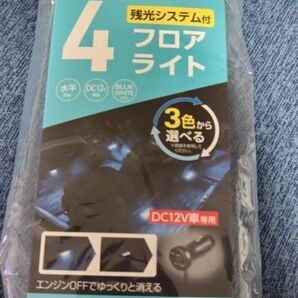 残光システム付
4
フロア
ライト
水平
DC12V
BLUE
WHITE
3色から
選べる
DC12V車専用
エンジンOFFでゆっくりと消える